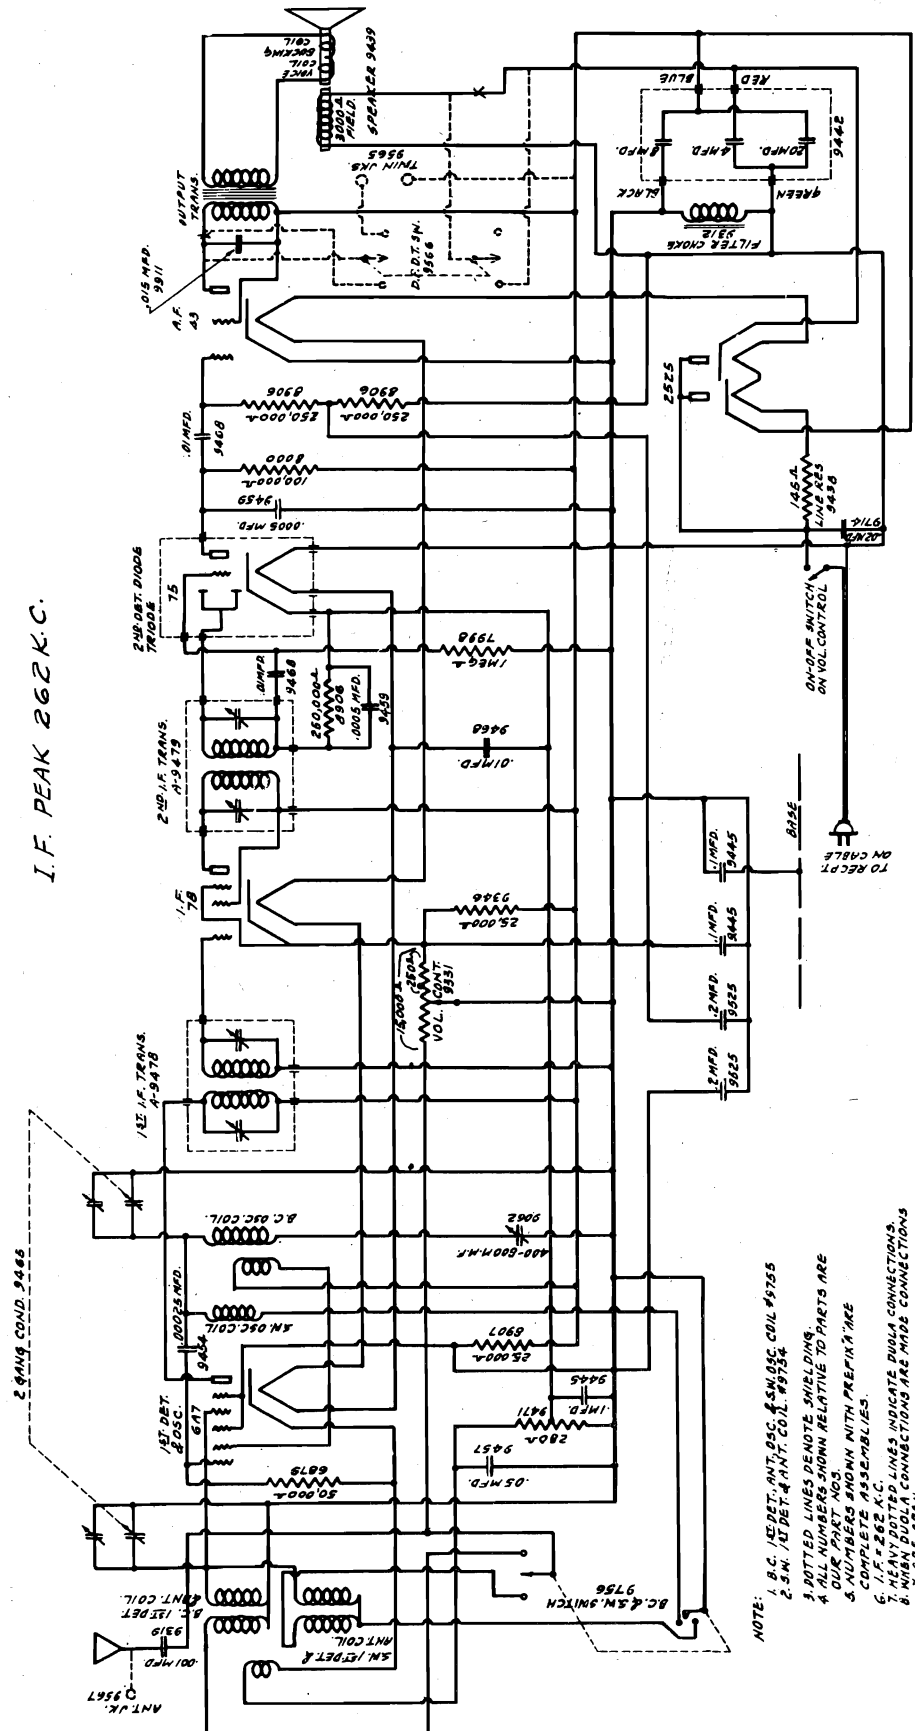 I.F. PEAK 262 K.C.
2 GANG COND. 9465
ANT. JK.
9567
.001 MFD.
9319
B.C. 1ST DET.
& ANT. COIL.
S.W. 1ST DET. &
ANT. COIL
B.C. & S.W. SWITCH
9756
1ST DET.
& OSC.
6A7
.00025 MFD.
9454
50,000Ω
6879
S.W. OSC. COIL
B.C. OSC. COIL.
.05 MFD.
9457
280Ω
9471
.1 MFD.
9445
25,000Ω
8907
400-600 M.M.F.
9062
1ST I.F. TRANS.
A-9478
15,000Ω
(250Ω)
VOL. CONT.
9331
I.F.
78
25,000Ω
9346
.2 MFD.
9525
.2 MFD.
9525
.1 MFD.
9445
.1 MFD.
9445
BASE
2ND I.F. TRANS.
A-9479
.01 MFD.
9468
250,000Ω
8906
.0005 MFD.
9459
.01 MFD.
9468
2ND DET. DIODE
TRIODE
75
1 MEG Ω
7998
.0005 MFD.
9459
100,000Ω
8000
.01 MFD.
9468
250,000Ω
8906
250,000Ω
8906
A.F.
43
.015 MFD.
9911
OUTPUT
TRANS.
D.P.D.T. SW.
9566
TWIN JKS.
9565
3000Ω
FIELD.
SPEAKER 9439
VOICE
COIL
BUCKING
COIL
BLUE
RED
8 MFD.
4 MFD.
20 MFD.
9442
BLACK
GREEN
FILTER CHOKE
9312
25Z5
146Ω
LINE RES
9438
.02 MFD
9714
ON-OFF SWITCH
ON VOL. CONTROL
TO RECPT.
ON CABLE
NOTE:
1. B.C. 1ST DET., ANT, OSC. & S.W. OSC. COIL #9755
2. S.W. 1ST DET. & ANT. COIL. #9754
3. DOTTED LINES DENOTE SHIELDING.
4. ALL NUMBERS SHOWN RELATIVE TO PARTS ARE
OUR PART NOS.
5. NUMBERS SHOWN WITH PREFIX "A" ARE
COMPLETE ASSEMBLIES.
6. I.F. = 262 K.C.
7. HEAVY DOTTED LINES INDICATE DUOLA CONNECTIONS.
8. WHEN DUOLA CONNECTIONS ARE MADE CONNECTIONS